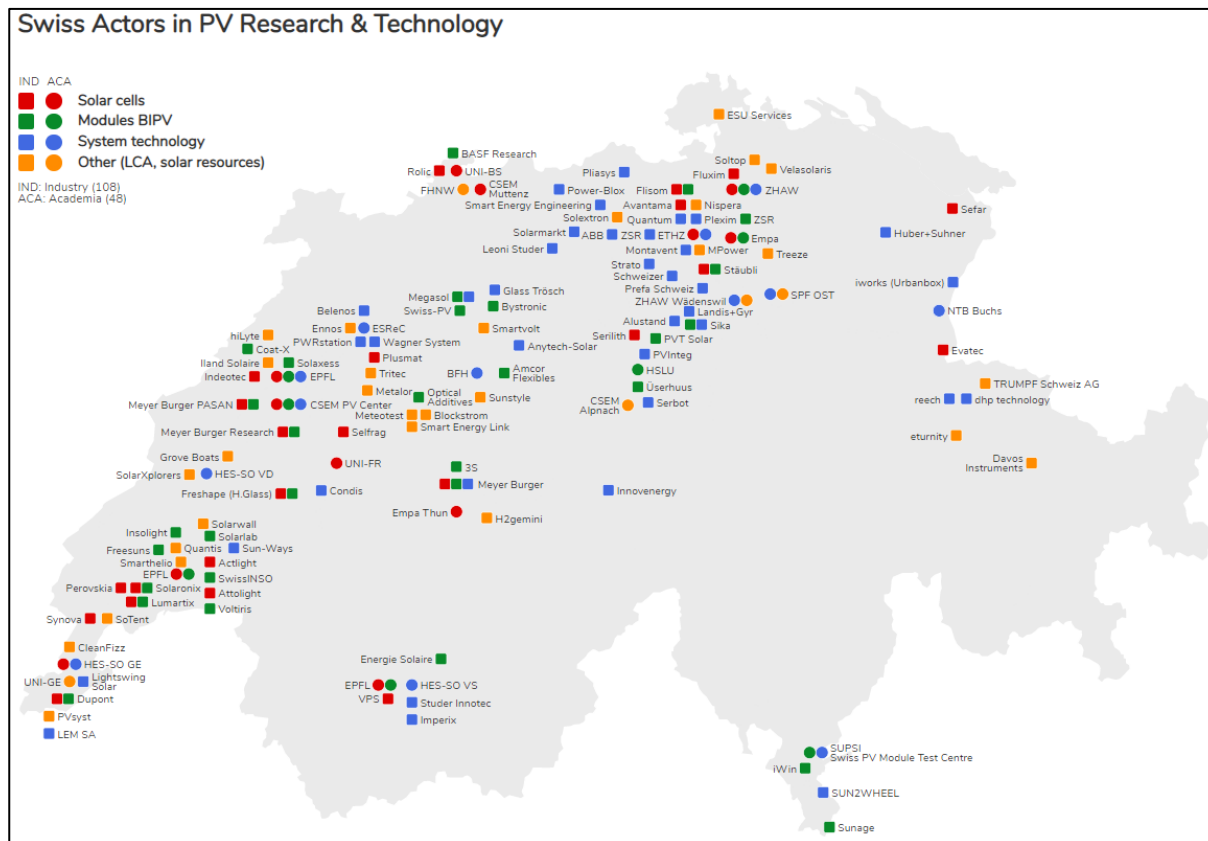 Swiss Actors in PV Research & Technology
IND ACA
Solar cells
Modules BIPV
System technology
Other (LCA, solar resources)
IND: Industry (108)
ACA: Academia (48)
ESU Services
BASF Research
Rolic
UNI-BS
FHNW
CSEM
Muttenz
Pliasys
Power-Blox
Smart Energy Engineering
Solextron
Solarmarkt
ABB
ZSR
ETHZ
Leoni Studer
Soltop
Velasolaris
Fluxim
Flisom
ZHAW
Avantama
Nispera
Quantum
Plexim
ZSR
Empa
Montavent
MPower
Treeze
Strato
Stäubli
Schweizer
Prefa Schweiz
ZHAW Wädenswil
SPF OST
Landis+Gyr
Alustand
Sika
Serilith
PVT Solar
PVInteg
HSLU
Üserhuus
CSEM
Alpnach
Serbot
Sefar
Huber+Suhner
iworks (Urbanbox)
NTB Buchs
Evatec
TRUMPF Schweiz AG
reech
dhp technology
eturnity
Davos
Instruments
Glass Trösch
Megasol
Swiss-PV
Bystronic
Belenos
Ennos
ESReC
Smartvolt
PWRstation
Wagner System
Anytech-Solar
Plusmat
Tritec
BFH
Amcor
Flexibles
Metalor
Optical
Additives
Sunstyle
Meteotest
Blockstrom
Smart Energy Link
hiLyte
Coat-X
Iland Solaire
Solaxess
Indeotec
EPFL
Meyer Burger PASAN
CSEM PV Center
Meyer Burger Research
Selfrag
Grove Boats
UNI-FR
SolarXplorers
HES-SO VD
Freshape (H.Glass)
Condis
3S
Meyer Burger
Innovenergy
Empa Thun
H2gemini
Solarwall
Insolight
Solarlab
Freesuns
Quantis
Sun-Ways
Smarthelio
Actlight
EPFL
SwissINSO
Perovskia
Solaronix
Attolight
Lumartix
Voltiris
Synova
SoTent
CleanFizz
HES-SO GE
UNI-GE
Lightswing
Solar
Dupont
PVsyst
LEM SA
Energie Solaire
EPFL
HES-SO VS
VPS
Studer Innotec
Imperix
SUPSI
Swiss PV Module Test Centre
iWin
SUN2WHEEL
Sunage